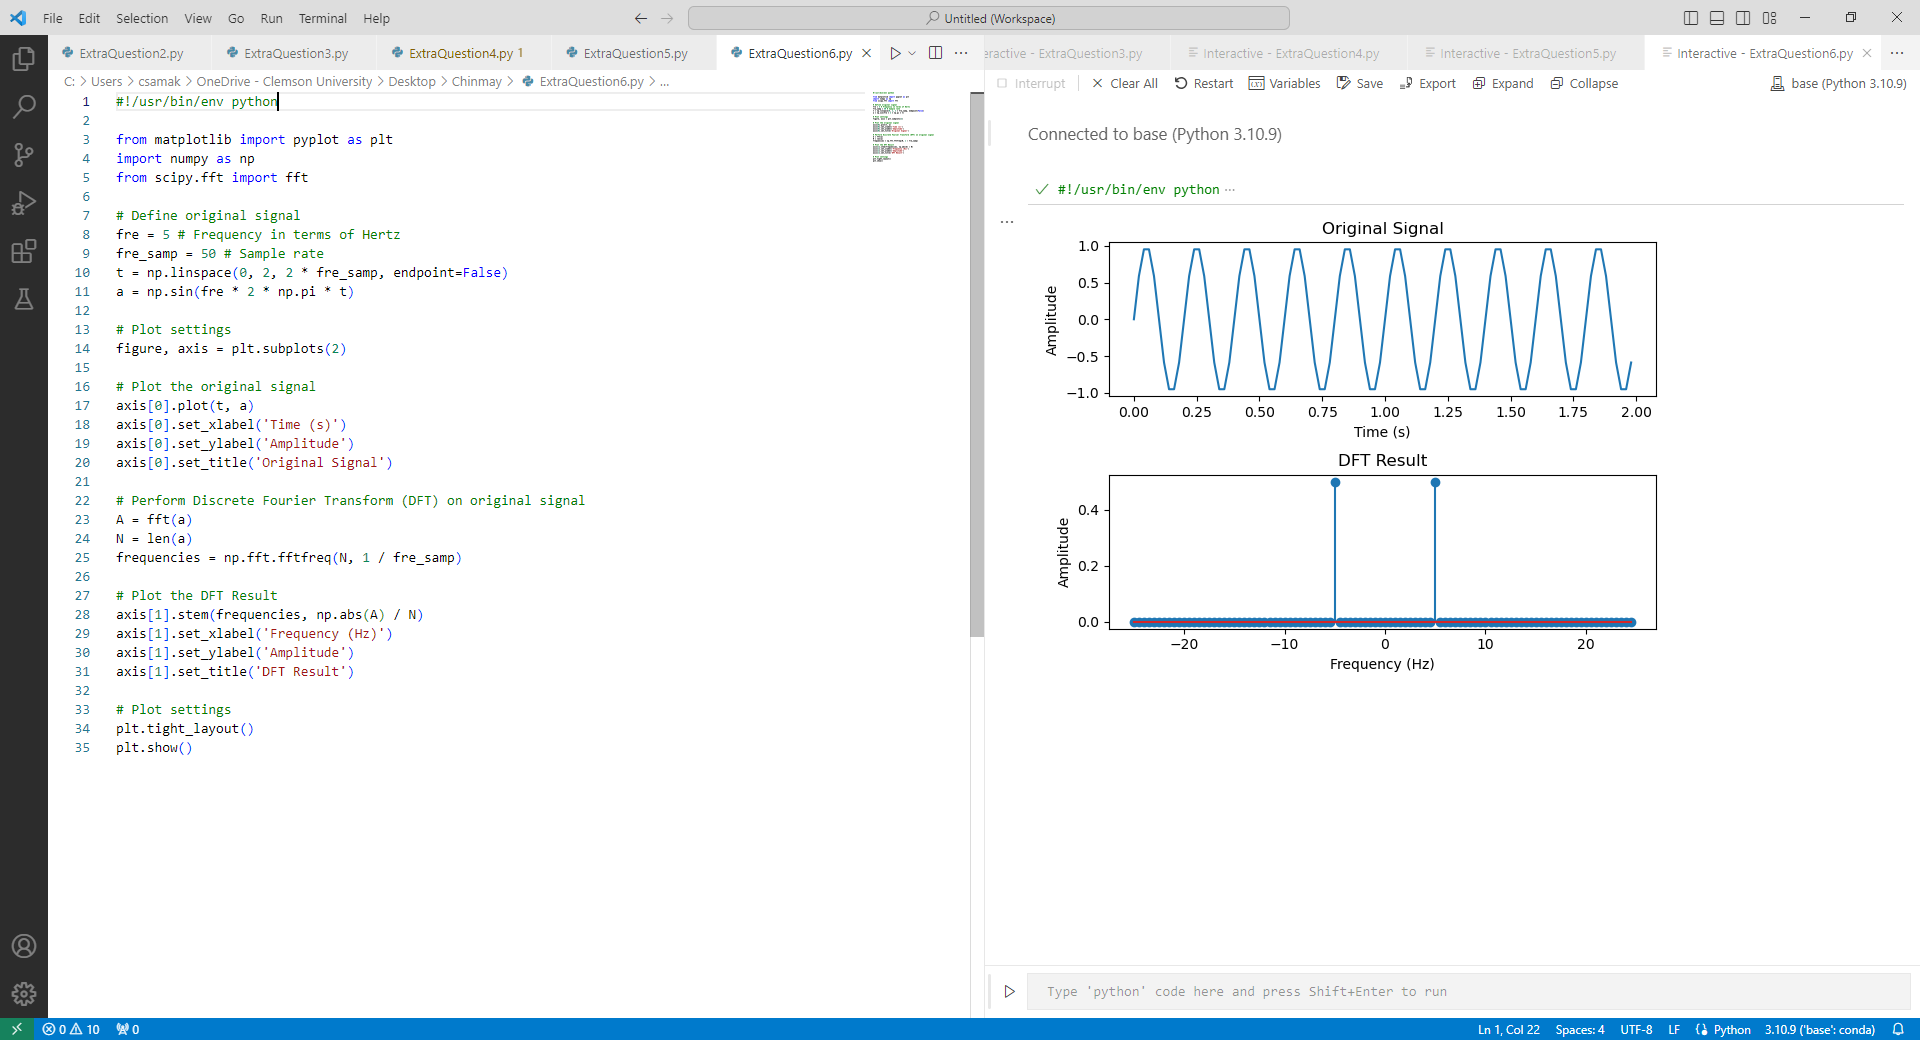 File Edit Selection View Go Run Terminal Help
Untitled (Workspace)
ExtraQuestion2.py ExtraQuestion3.py ExtraQuestion4.py 1 ExtraQuestion5.py ExtraQuestion6.py
C: > Users > csamak > OneDrive - Clemson University > Desktop > Chinmay > ExtraQuestion6.py > ...
1 #!/usr/bin/env python
2
3 from matplotlib import pyplot as plt
4 import numpy as np
5 from scipy.fft import fft
6
7 # Define original signal
8 fre = 5 # Frequency in terms of Hertz
9 fre_samp = 50 # Sample rate
10 t = np.linspace(0, 2, 2 * fre_samp, endpoint=False)
11 a = np.sin(fre * 2 * np.pi * t)
12
13 # Plot settings
14 figure, axis = plt.subplots(2)
15
16 # Plot the original signal
17 axis[0].plot(t, a)
18 axis[0].set_xlabel('Time (s)')
19 axis[0].set_ylabel('Amplitude')
20 axis[0].set_title('Original Signal')
21
22 # Perform Discrete Fourier Transform (DFT) on original signal
23 A = fft(a)
24 N = len(a)
25 frequencies = np.fft.fftfreq(N, 1 / fre_samp)
26
27 # Plot the DFT Result
28 axis[1].stem(frequencies, np.abs(A) / N)
29 axis[1].set_xlabel('Frequency (Hz)')
30 axis[1].set_ylabel('Amplitude')
31 axis[1].set_title('DFT Result')
32
33 # Plot settings
34 plt.tight_layout()
35 plt.show()
eractive - ExtraQuestion3.py Interactive - ExtraQuestion4.py Interactive - ExtraQuestion5.py Interactive - ExtraQuestion6.py
Interrupt Clear All Restart Variables Save Export Expand Collapse base (Python 3.10.9)
Connected to base (Python 3.10.9)
#!/usr/bin/env python ...
Original Signal
1.0
0.5
0.0
−0.5
−1.0
Amplitude
0.00 0.25 0.50 0.75 1.00 1.25 1.50 1.75 2.00
Time (s)
DFT Result
0.4
0.2
0.0
Amplitude
−20 −10 0 10 20
Frequency (Hz)
Type 'python' code here and press Shift+Enter to run
0 10 0
Ln 1, Col 22 Spaces: 4 UTF-8 LF Python 3.10.9 ('base': conda)